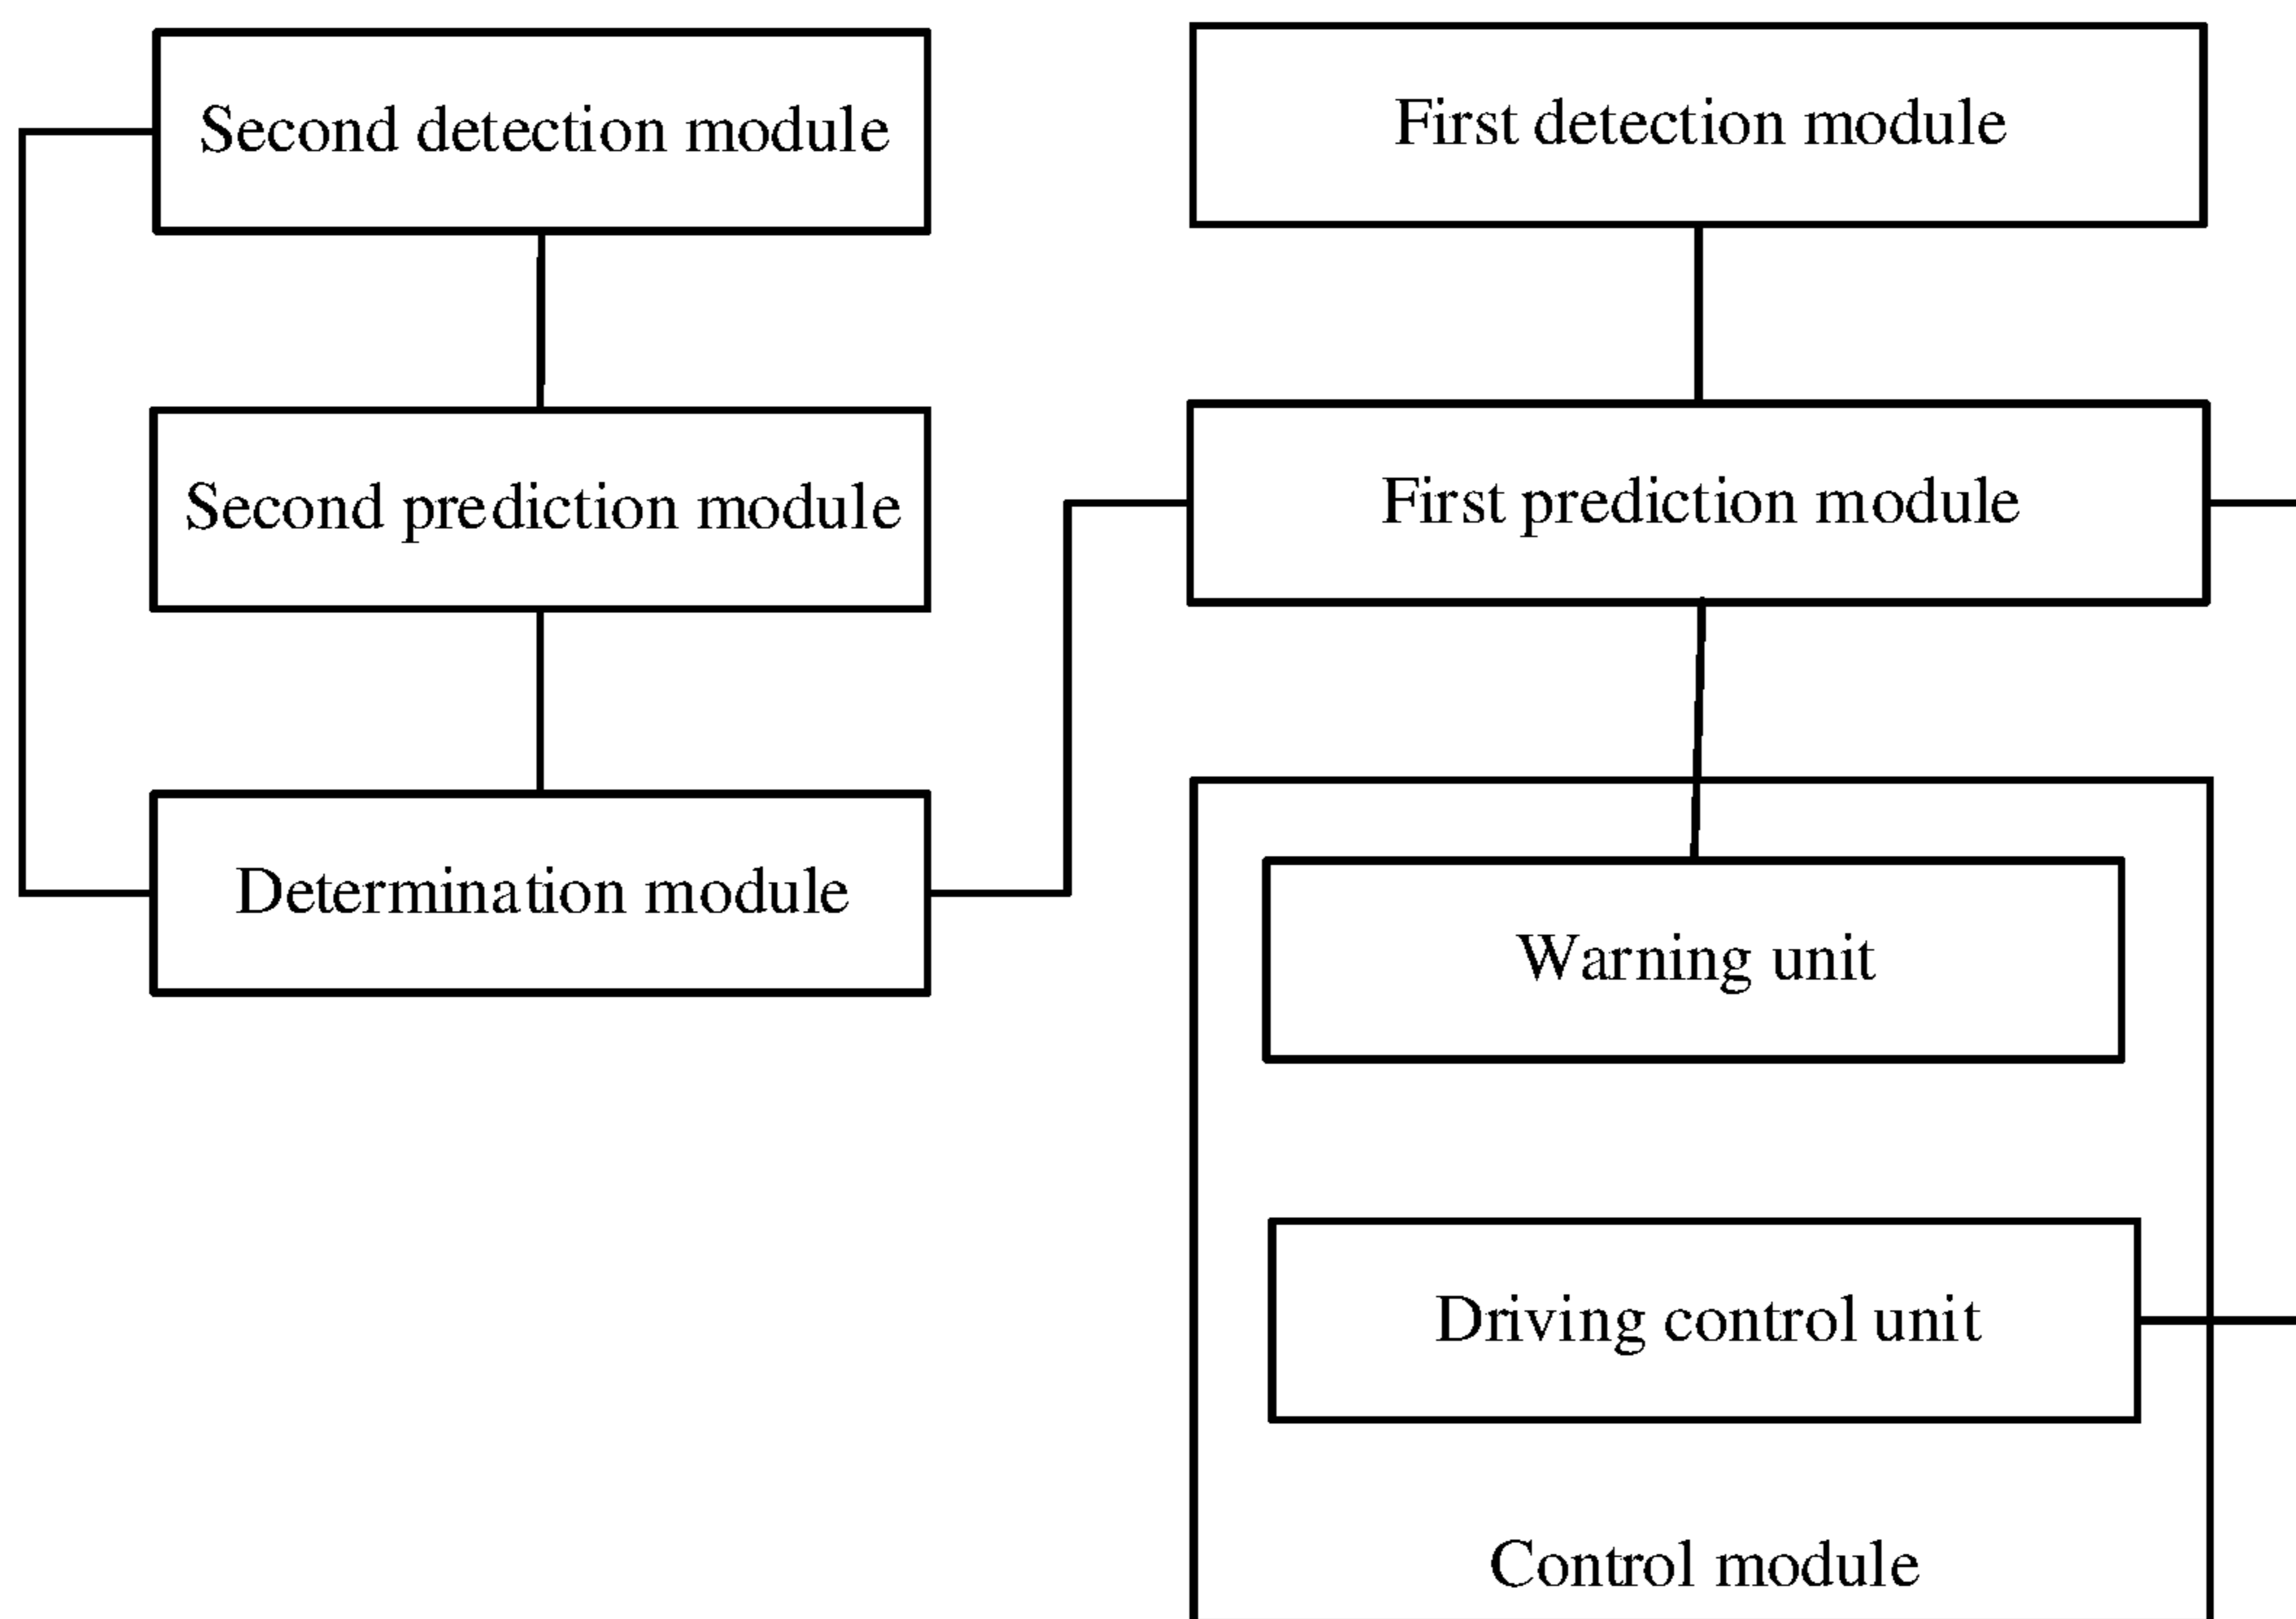 Second detection module
First detection module
Second prediction module
First prediction module
Determination module
Warning unit
Driving control unit
Control module